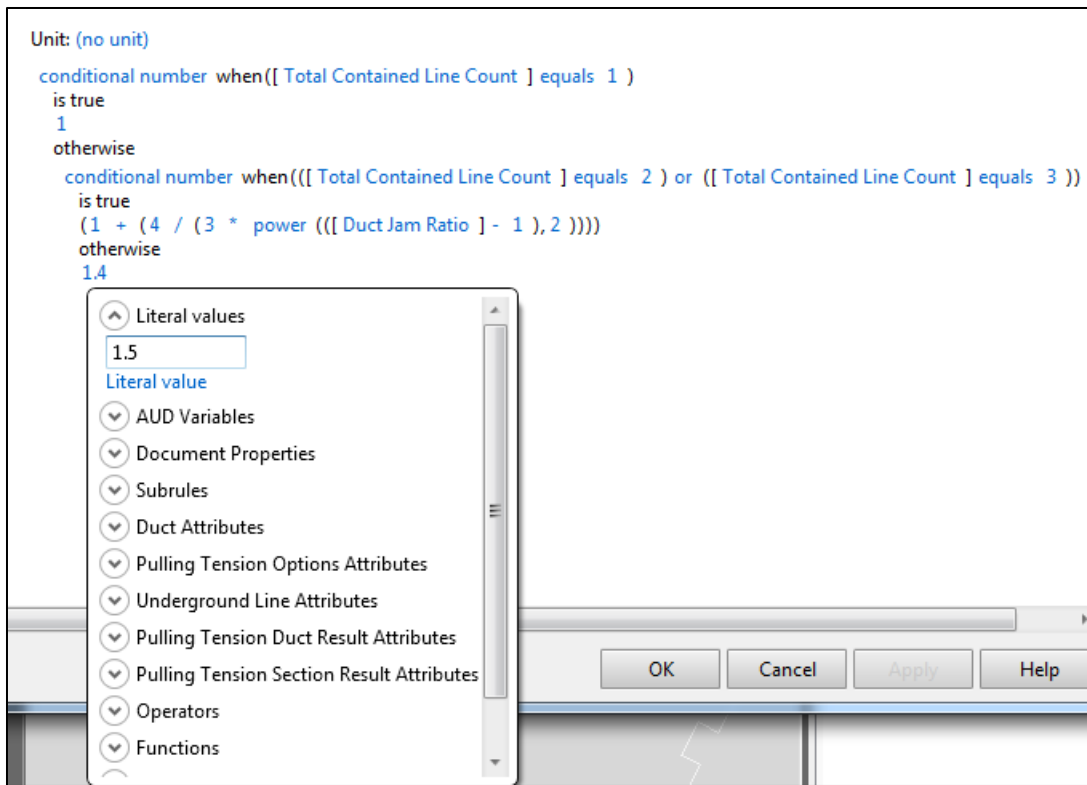 Unit: (no unit)
conditional number when([ Total Contained Line Count ] equals 1 )
is true
1
otherwise
conditional number when(([ Total Contained Line Count ] equals 2 ) or ([ Total Contained Line Count ] equals 3 ))
is true
(1 + (4 / (3 * power (([ Duct Jam Ratio ] - 1 ),2 ))))
otherwise
1.4
Literal values
1.5
Literal value
AUD Variables
Document Properties
Subrules
Duct Attributes
Pulling Tension Options Attributes
Underground Line Attributes
Pulling Tension Duct Result Attributes
Pulling Tension Section Result Attributes
Operators
Functions
OK Cancel Apply Help